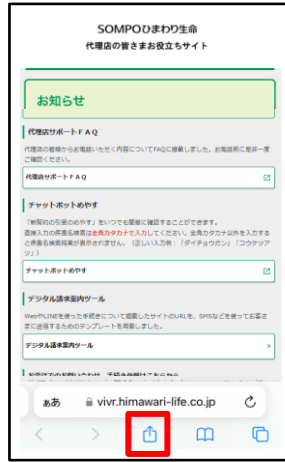 SOMPOひまわり生命
代理店の皆さまお役立ちサイト
お知らせ
代理店サポートＦＡＱ
代理店の皆様からお電話いただく内容についてFAQに掲載しました。お電話前に是非一度
ご確認ください。
代理店サポートＦＡＱ
チャットボットめやす
「新契約の引受のめやす」をいつでも簡単に確認することができます。
直接入力の疾患名検索は全角カタカナで入力してください。全角カタカナ以外を入力する
と疾患名検索結果が表示されません。（正しい入力例：「ダイチョウガン」「コウケツア
ツ」）
チャットボットめやす
デジタル請求案内ツール
WebやLINEを使った手続きについて掲載したサイトのURLを、SMSなどを使ってお客さ
まに送信するためのテンプレートを用意しました。
デジタル請求案内ツール
ぁあ
vivr.himawari-life.co.jp